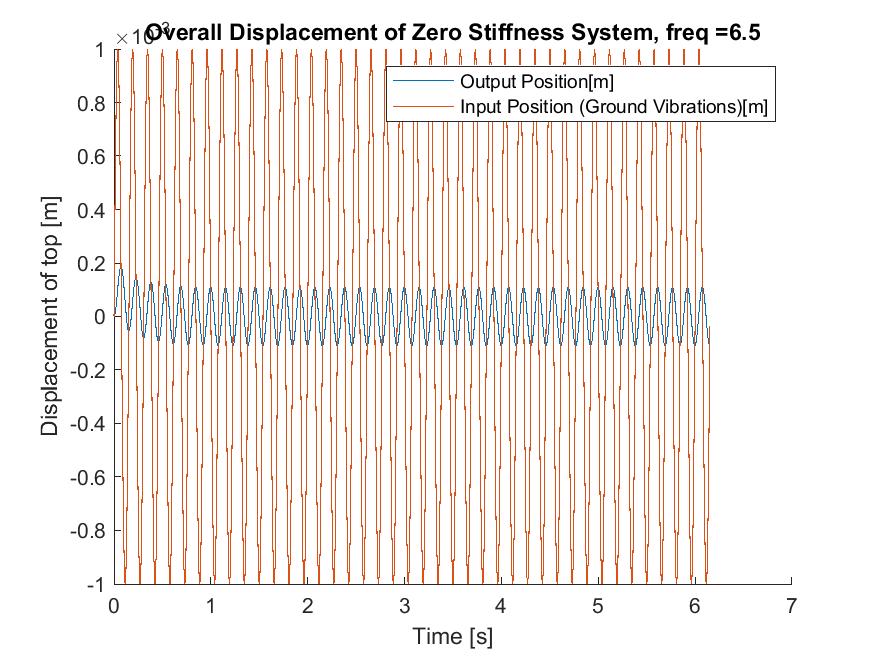 Overall Displacement of Zero Stiffness System, freq =6.5
×10-3
Output Position[m]
Input Position (Ground Vibrations)[m]
Displacement of top [m]
1
0.8
0.6
0.4
0.2
0
-0.2
-0.4
-0.6
-0.8
-1
0 1 2 3 4 5 6 7
Time [s]